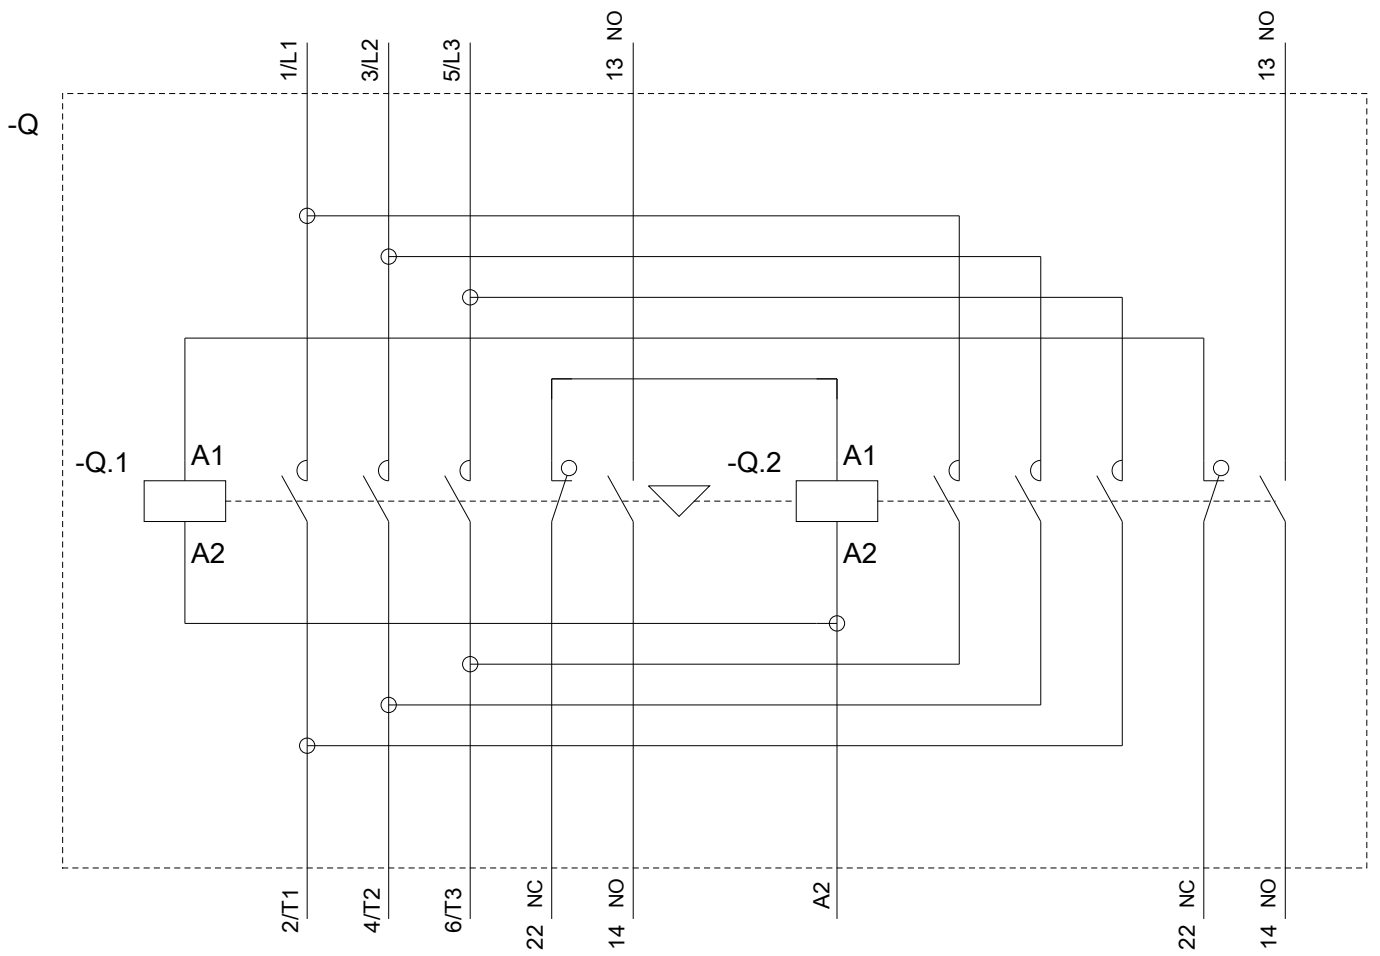 1/L1
3/L2
5/L3
13 NO
13 NO
-Q
-Q.1
A1
A2
-Q.2
A1
A2
2/T1
4/T2
6/T3
22 NC
14 NO
A2
22 NC
14 NO